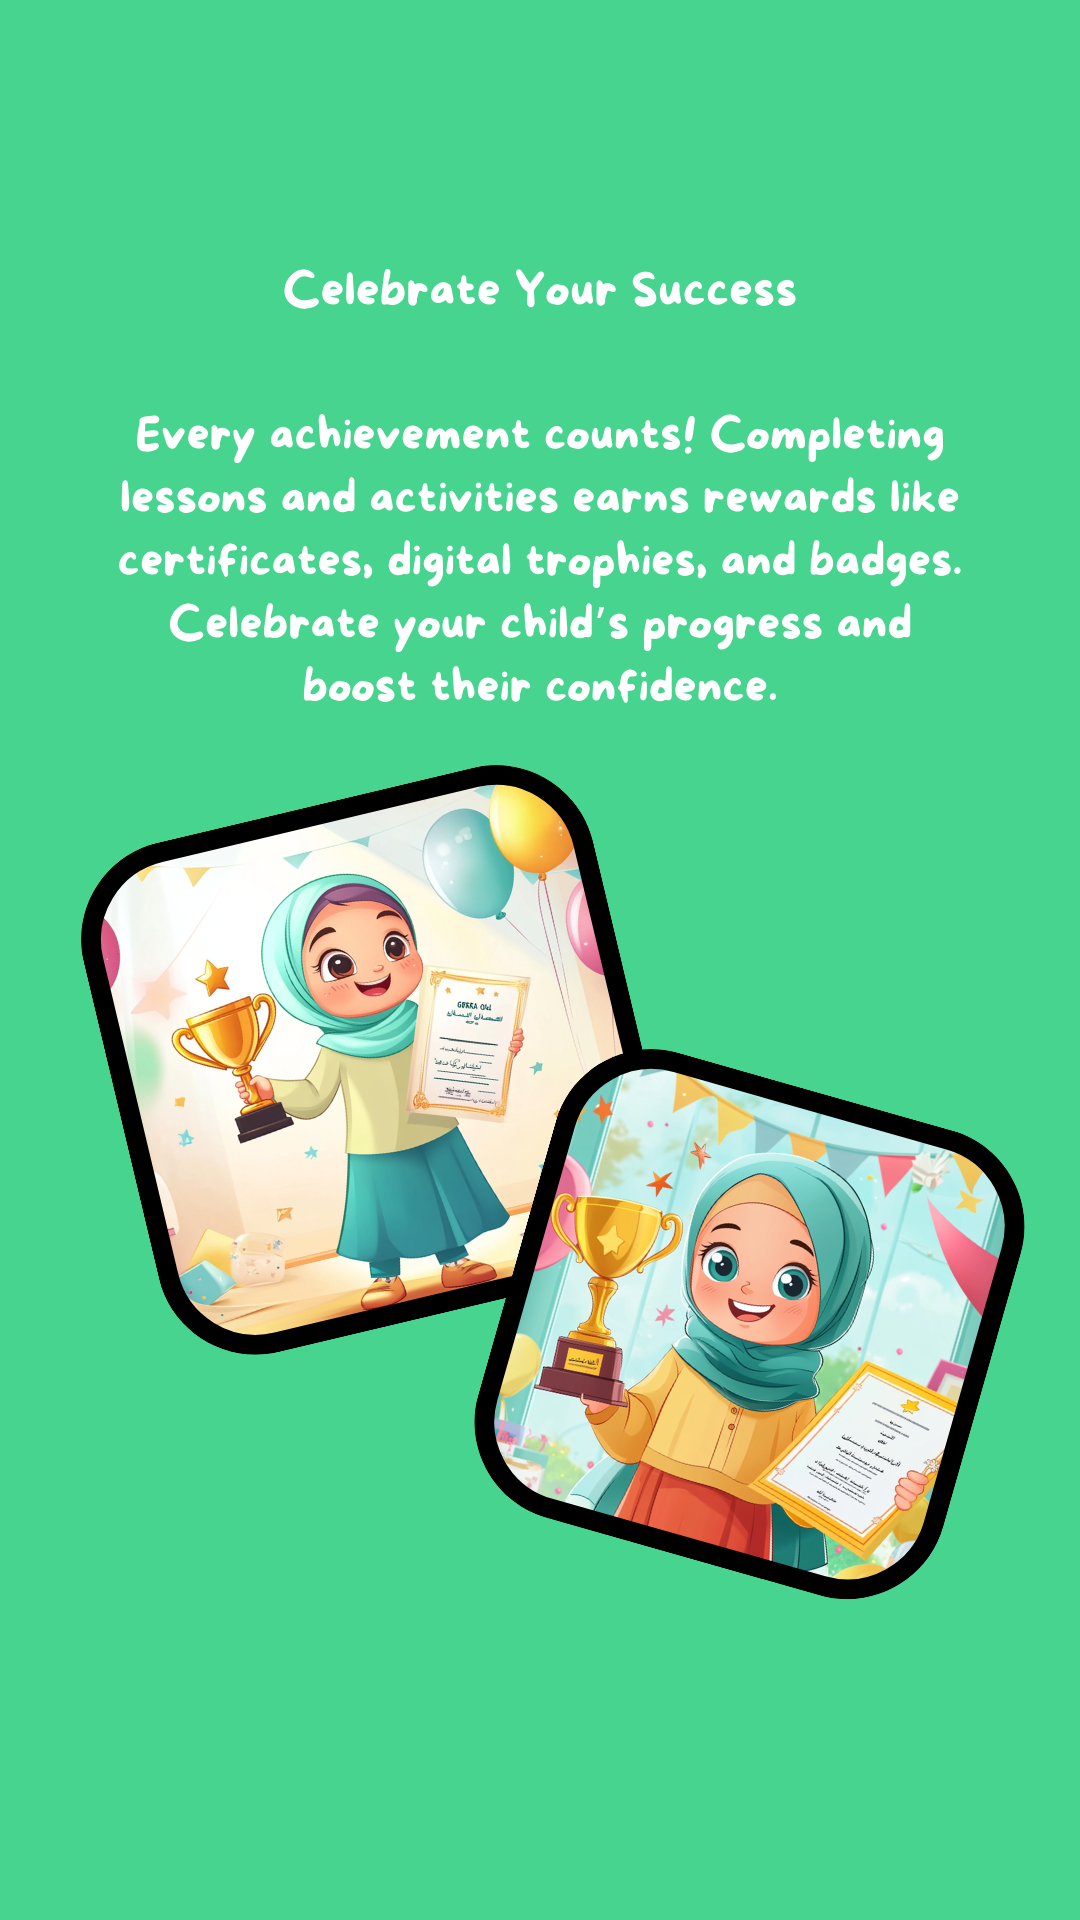 Celebrate Your Success
Every achievement counts! Completing
lessons and activities earns rewards like
certificates, digital trophies, and badges.
Celebrate your child's progress and
boost their confidence.